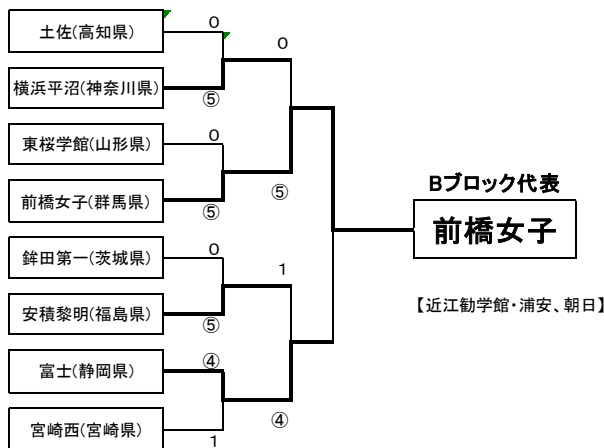 土佐(高知県)
0
0
横浜平沼(神奈川県)
⑤
東桜学館(山形県)
0
⑤
前橋女子(群馬県)
⑤
Bブロック代表
前橋女子
鉾田第一(茨城県)
0
1
【近江勧学館・浦安、朝日】
安積黎明(福島県)
⑤
富士(静岡県)
④
④
宮崎西(宮崎県)
1